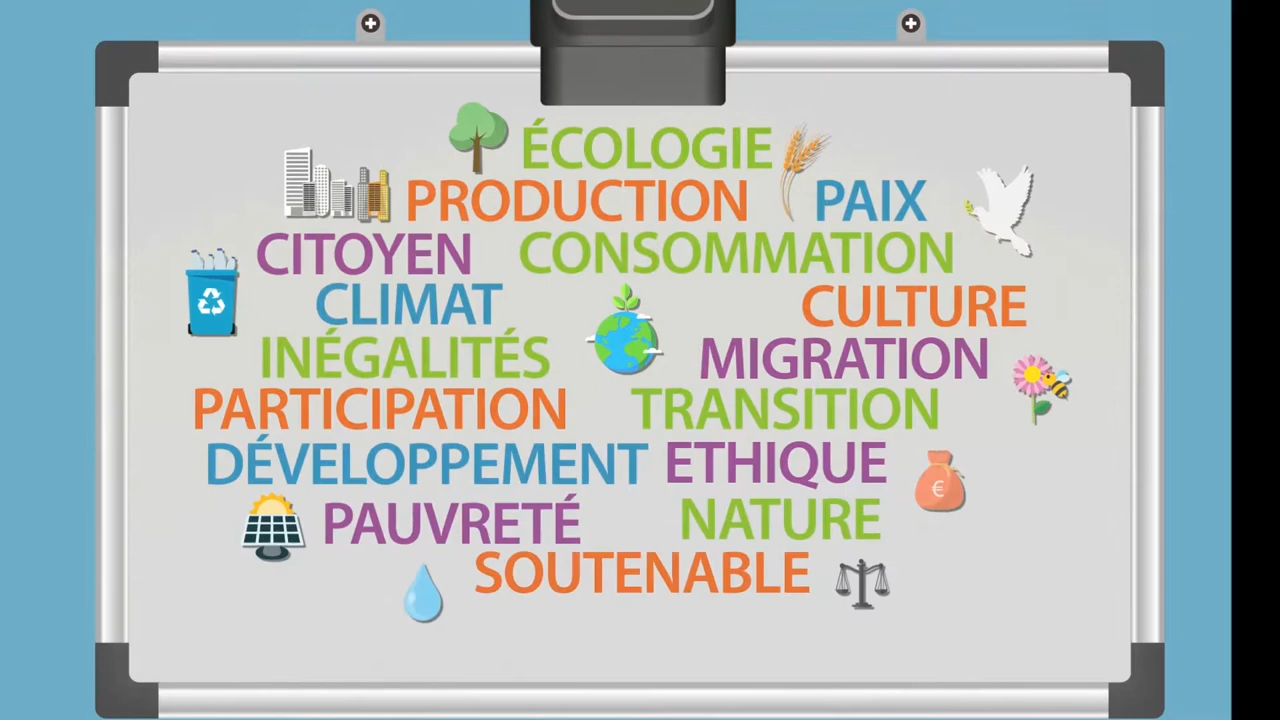 ÉCOLOGIE
PRODUCTION PAIX
CITOYEN CONSOMMATION
CLIMAT CULTURE
INÉGALITÉS MIGRATION
PARTICIPATION TRANSITION
DÉVELOPPEMENT ETHIQUE
PAUVRETÉ NATURE
SOUTENABLE
€